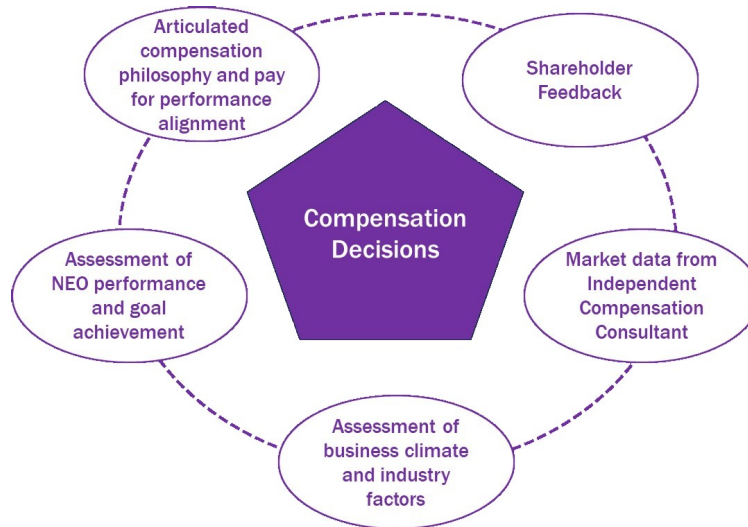 Articulated
compensation
philosophy and pay
for performance
alignment
Shareholder
Feedback
Compensation
Decisions
Assessment of
NEO performance
and goal
achievement
Market data from
Independent
Compensation
Consultant
Assessment of
business climate
and industry
factors